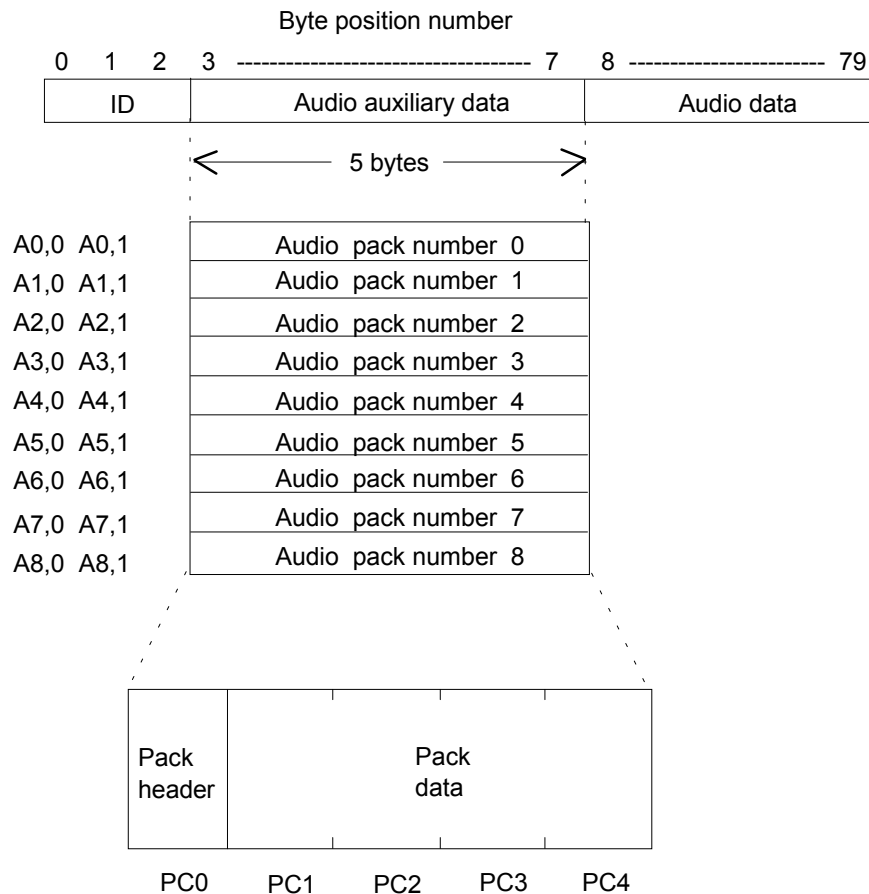 Byte position number
0 1 2 3 ------------------------------------ 7 8 ------------------------ 79
ID Audio auxiliary data Audio data
5 bytes
A0,0 A0,1 Audio pack number 0
A1,0 A1,1 Audio pack number 1
A2,0 A2,1 Audio pack number 2
A3,0 A3,1 Audio pack number 3
A4,0 A4,1 Audio pack number 4
A5,0 A5,1 Audio pack number 5
A6,0 A6,1 Audio pack number 6
A7,0 A7,1 Audio pack number 7
A8,0 A8,1 Audio pack number 8
Pack header
Pack data
PC0 PC1 PC2 PC3 PC4